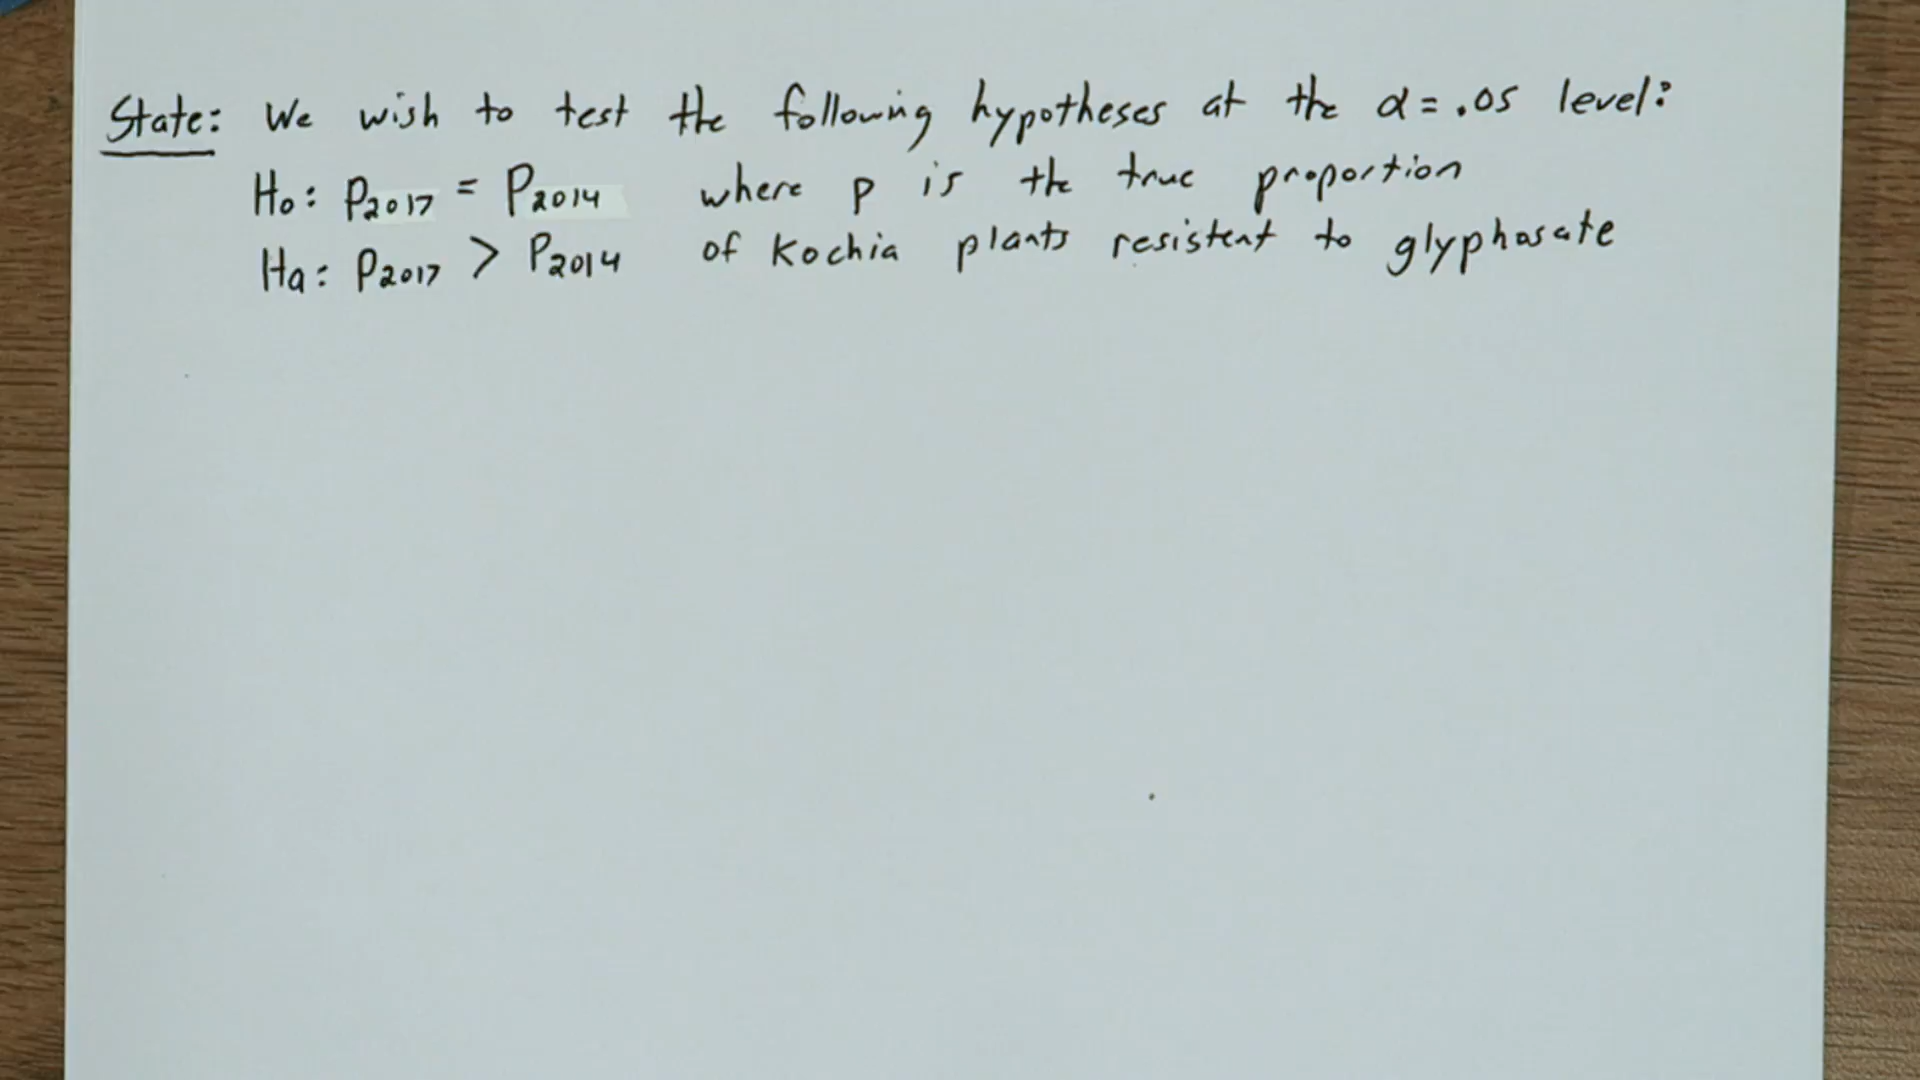 State: We wish to test the following hypotheses at the α = .05 level:
Ho: P2017 = P2014 where p is the true proportion
Ha: P2017 > P2014 of Kochia plants resistent to glyphosate